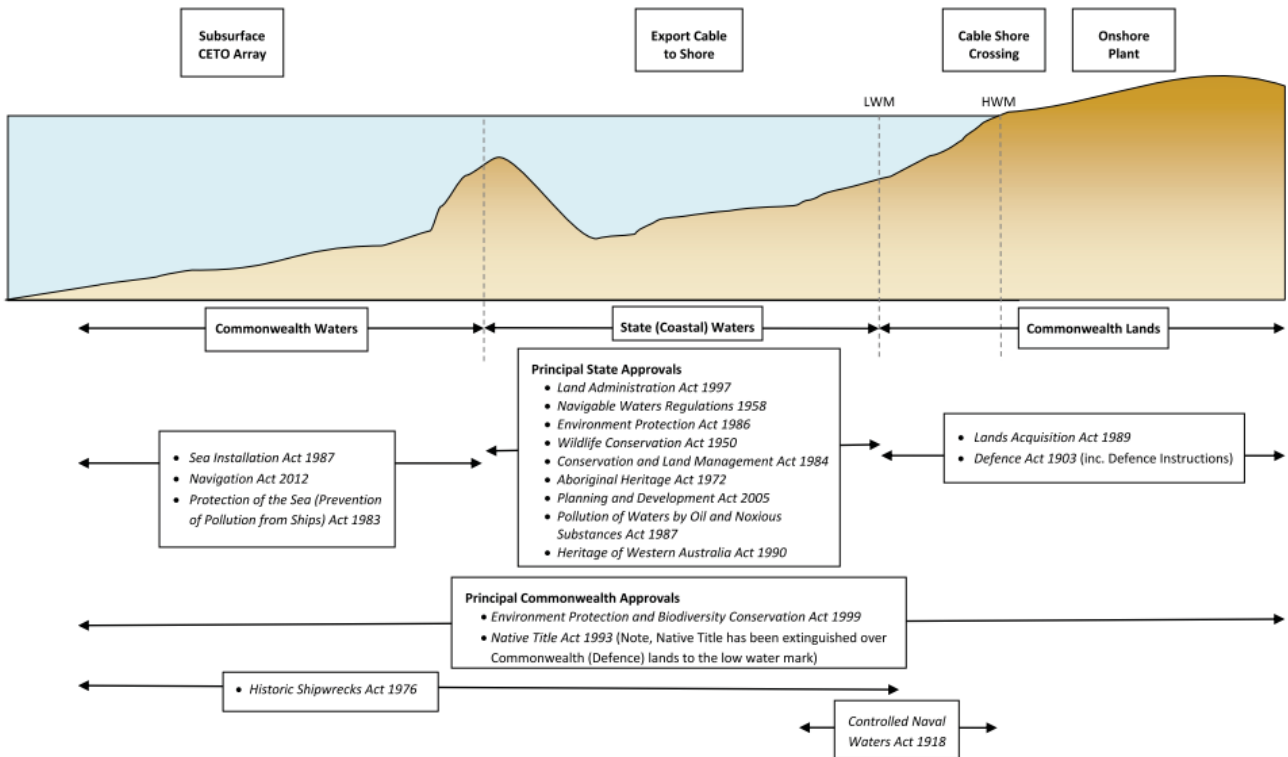 Subsurface
CETO Array
Export Cable
to Shore
Cable Shore
Crossing
Onshore
Plant
LWM
HWM
Commonwealth Waters
State (Coastal) Waters
Commonwealth Lands
Principal State Approvals
• Land Administration Act 1997
• Navigable Waters Regulations 1958
• Environment Protection Act 1986
• Wildlife Conservation Act 1950
• Conservation and Land Management Act 1984
• Aboriginal Heritage Act 1972
• Planning and Development Act 2005
• Pollution of Waters by Oil and Noxious
Substances Act 1987
• Heritage of Western Australia Act 1990
• Sea Installation Act 1987
• Navigation Act 2012
• Protection of the Sea (Prevention
of Pollution from Ships) Act 1983
• Lands Acquisition Act 1989
• Defence Act 1903 (inc. Defence Instructions)
Principal Commonwealth Approvals
• Environment Protection and Biodiversity Conservation Act 1999
• Native Title Act 1993 (Note, Native Title has been extinguished over
Commonwealth (Defence) lands to the low water mark)
• Historic Shipwrecks Act 1976
Controlled Naval
Waters Act 1918